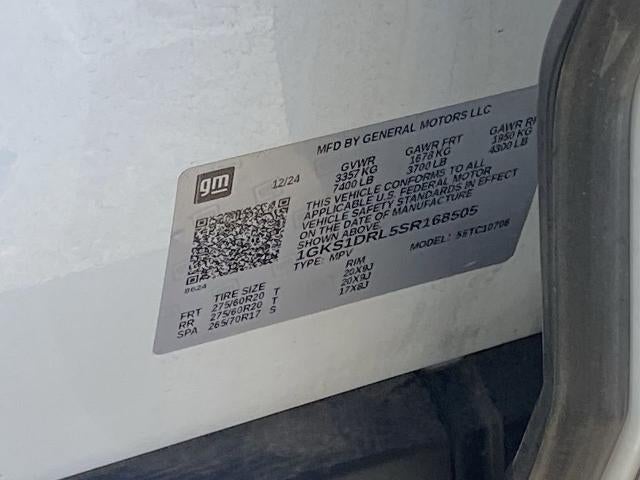 gm
12/24
MFD BY GENERAL MOTORS LLC
GVWR GAWR FRT GAWR
3357 KG 1678 KG 1950 KG
7400 LB 3700 LB 4300 LB
THIS VEHICLE CONFORMS TO ALL
APPLICABLE U.S. FEDERAL MOTOR
VEHICLE SAFETY STANDARDS IN EFFECT
ON THE DATE OF MANUFACTURE
SHOWN ABOVE.
1GKS1DRL5SR168505
TYPE: MPV MODEL:
8624
TIRE SIZE RIM
FRT 275/60R20 T 20X9J
RR 275/60R20 T 20X9J
SPA 265/70R17 S 17X8J